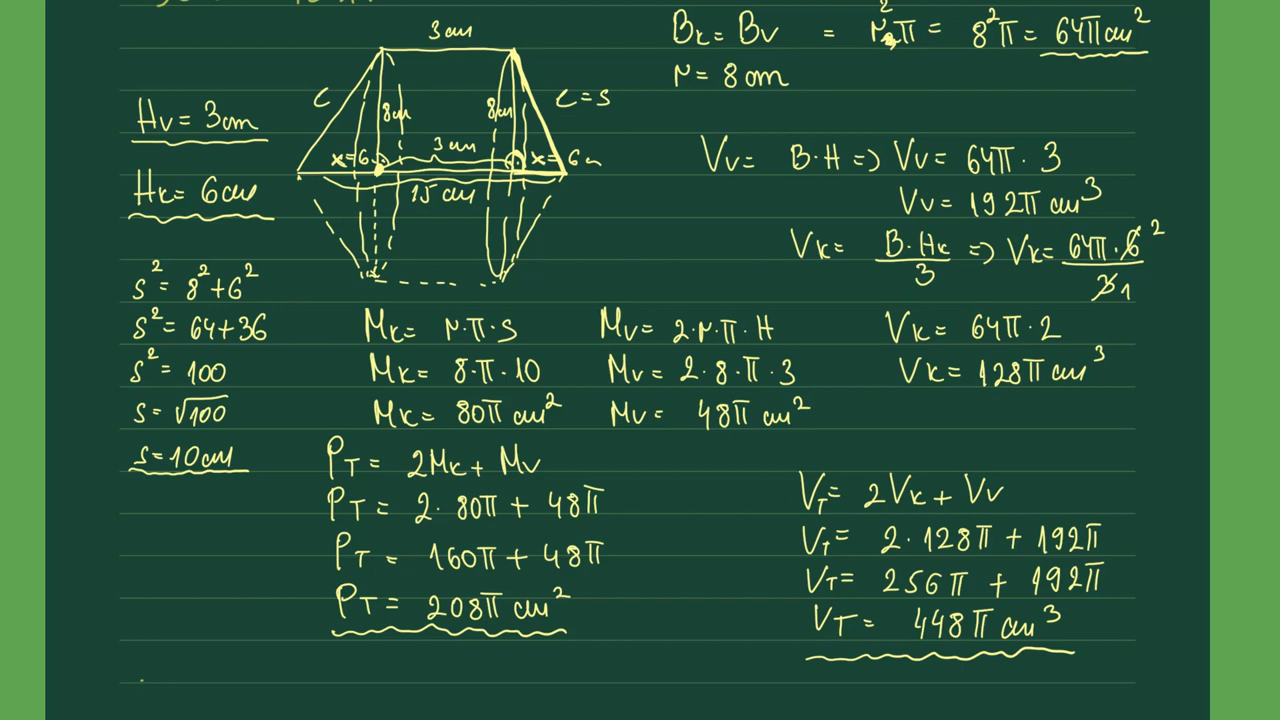 3cm
c
8cm
8cm
c = s
x=6
3cm
x= 6
15 cm
Hv = 3cm
Hk = 6cm
s² = 8²+6²
s² = 64+36
s² = 100
s = √100
s = 10cm
Mk = r·π·s
Mk = 8·π·10
Mk = 80π cm²
Mv = 2·r·π·H
Mv = 2·8·π·3
Mv = 48π cm²
PT = 2Mk + Mv
PT = 2·80π + 48π
PT = 160π + 48π
PT = 208π cm²
Bk = Bv = r²π = 8²π = 64π cm²
r = 8cm
Vv = B·H => Vv = 64π·3
Vv = 192π cm³
Vk = B·Hk/3 => Vk = 64π·6 2/3 1
Vk = 64π·2
Vk = 128π cm³
VT = 2Vk + Vv
VT = 2·128π + 192π
VT = 256π + 192π
VT = 448π cm³